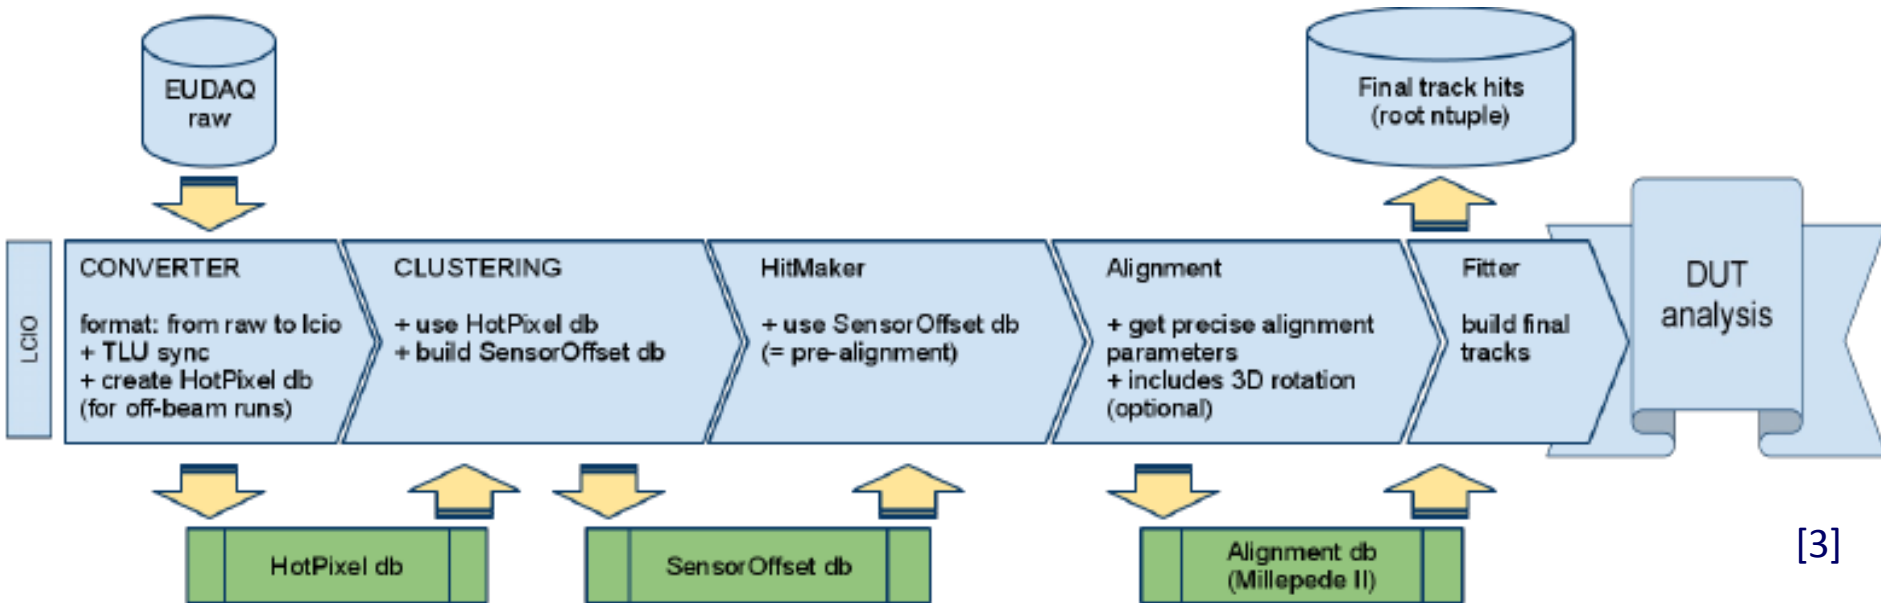 EUDAQ
raw
Final track hits
(root ntuple)
LCIO
CONVERTER
format: from raw to lcio
+ TLU sync
+ create HotPixel db
(for off-beam runs)
CLUSTERING
+ use HotPixel db
+ build SensorOffset db
HitMaker
+ use SensorOffset db
(= pre-alignment)
Alignment
+ get precise alignment
parameters
+ includes 3D rotation
(optional)
Fitter
build final
tracks
DUT
analysis
HotPixel db
SensorOffset db
Alignment db
(Millepede II)
[3]